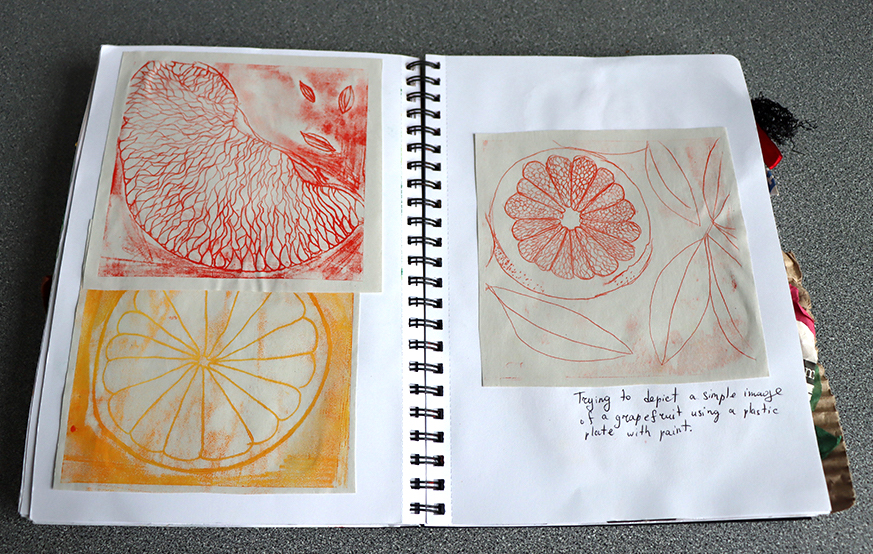 Trying to depict a simple image
of a grapefruit using a plastic
plate with paint.